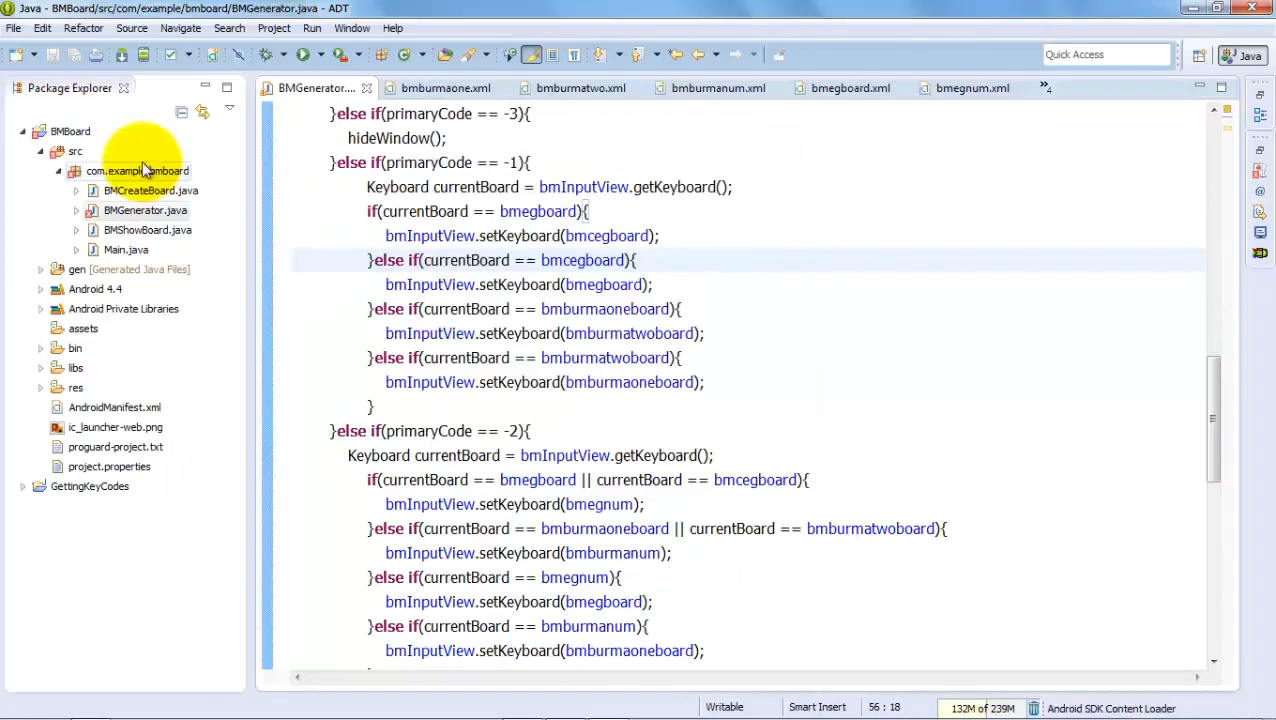 Java - BMBoard/src/com/example/bmboard/BMGenerator.java - ADT
File Edit Refactor Source Navigate Search Project Run Window Help
Quick Access
Java
Package Explorer
BMGenerator....
bmburmaone.xml
bmburmatwo.xml
bmburmanum.xml
bmegboard.xml
bmegnum.xml
»4
BMBoard
src
com.example.bmboard
BMCreateBoard.java
BMGenerator.java
BMShowBoard.java
Main.java
gen [Generated Java Files]
Android 4.4
Android Private Libraries
assets
bin
libs
res
AndroidManifest.xml
ic_launcher-web.png
proguard-project.txt
project.properties
GettingKeyCodes
}else if(primaryCode == -3){
hideWindow();
}else if(primaryCode == -1){
Keyboard currentBoard = bmInputView.getKeyboard();
if(currentBoard == bmegboard){
bmInputView.setKeyboard(bmcegboard);
}else if(currentBoard == bmcegboard){
bmInputView.setKeyboard(bmegboard);
}else if(currentBoard == bmburmaoneboard){
bmInputView.setKeyboard(bmburmatwoboard);
}else if(currentBoard == bmburmatwoboard){
bmInputView.setKeyboard(bmburmaoneboard);
}
}else if(primaryCode == -2){
Keyboard currentBoard = bmInputView.getKeyboard();
if(currentBoard == bmegboard || currentBoard == bmcegboard){
bmInputView.setKeyboard(bmegnum);
}else if(currentBoard == bmburmaoneboard || currentBoard == bmburmatwoboard){
bmInputView.setKeyboard(bmburmanum);
}else if(currentBoard == bmegnum){
bmInputView.setKeyboard(bmegboard);
}else if(currentBoard == bmburmanum){
bmInputView.setKeyboard(bmburmaoneboard);
Writable
Smart Insert
56 : 18
132M of 239M
Android SDK Content Loader